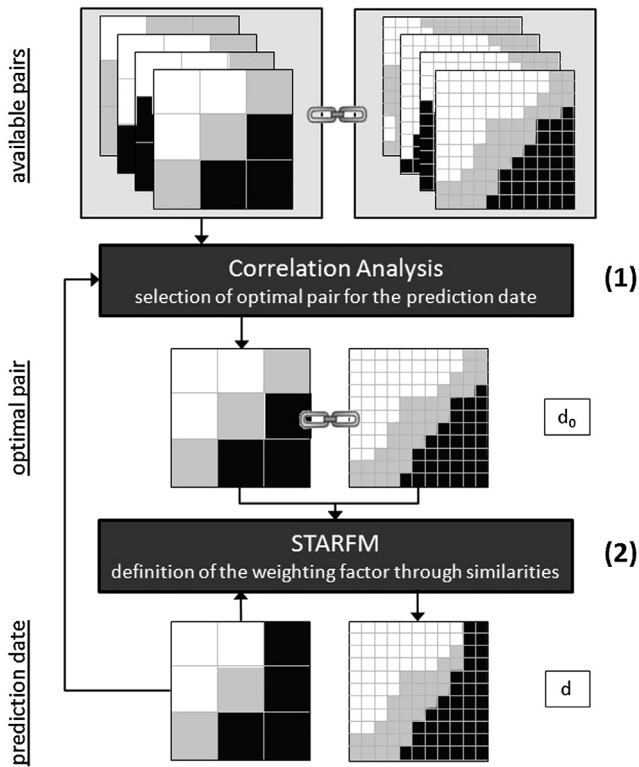 available pairs
Correlation Analysis
selection of optimal pair for the prediction date
(1)
optimal pair
d₀
STARFM
definition of the weighting factor through similarities
(2)
prediction date
d